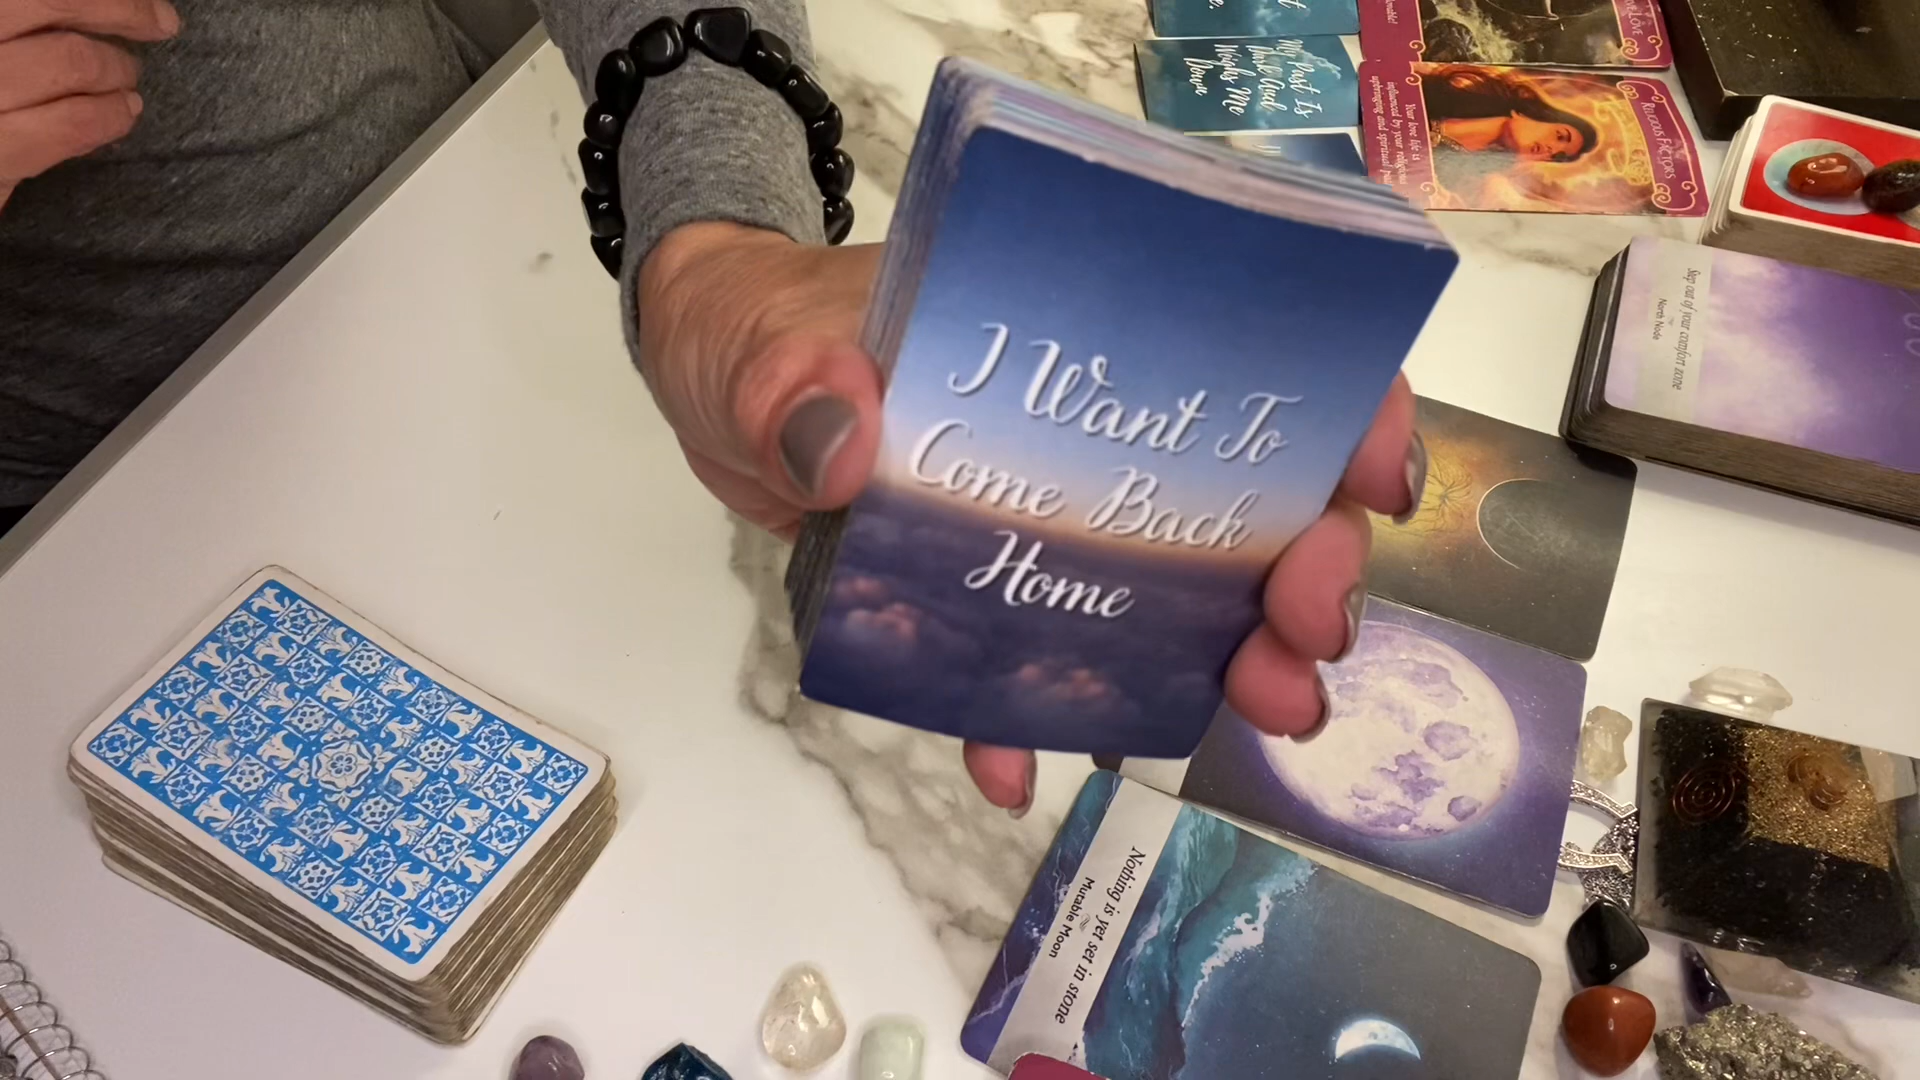 I Want To
Come Back
Home
My Past Is
Dark And
Weighs Me
Down
RELIGIOUS FACTORS
Your love life is
influenced by your religious
upbringing and spiritual
Step out of your comfort zone
North Node
Nothing is yet set in stone
Mutable Moon